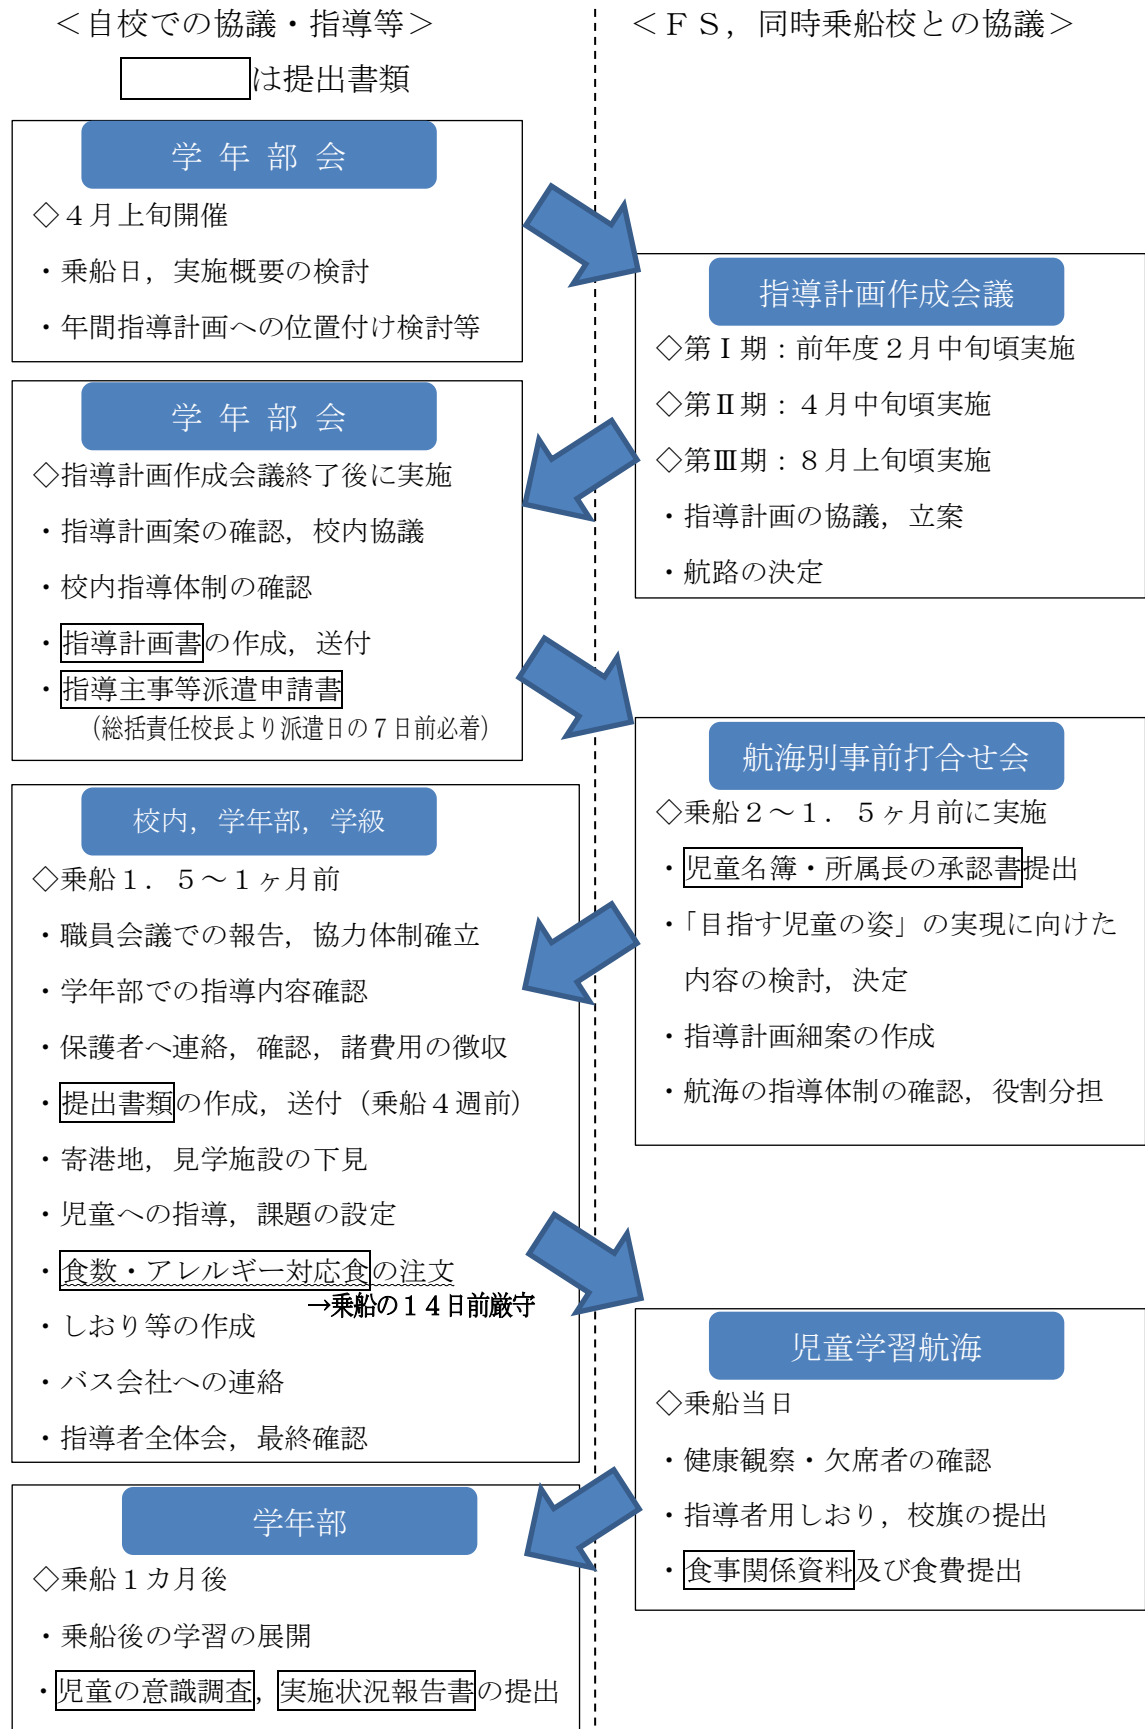 ＜自校での協議・指導等＞
＜ＦＳ，同時乗船校との協議＞
は提出書類
学年部会
◇４月上旬開催
・乗船日，実施概要の検討
・年間指導計画への位置付け検討等
指導計画作成会議
◇第Ⅰ期：前年度２月中旬頃実施
◇第Ⅱ期：４月中旬頃実施
◇第Ⅲ期：８月上旬頃実施
・指導計画の協議，立案
・航路の決定
学年部会
◇指導計画作成会議終了後に実施
・指導計画案の確認，校内協議
・校内指導体制の確認
・指導計画書の作成，送付
・指導主事等派遣申請書
（総括責任校長より派遣日の７日前必着）
航海別事前打合せ会
◇乗船２～１．５ヶ月前に実施
・児童名簿・所属長の承認書提出
・「目指す児童の姿」の実現に向けた
内容の検討，決定
・指導計画細案の作成
・航海の指導体制の確認，役割分担
校内，学年部，学級
◇乗船１．５～１ヶ月前
・職員会議での報告，協力体制確立
・学年部での指導内容確認
・保護者へ連絡，確認，諸費用の徴収
・提出書類の作成，送付（乗船４週前）
・寄港地，見学施設の下見
・児童への指導，課題の設定
・食数・アレルギー対応食の注文
→乗船の１４日前厳守
・しおり等の作成
・バス会社への連絡
・指導者全体会，最終確認
児童学習航海
◇乗船当日
・健康観察・欠席者の確認
・指導者用しおり，校旗の提出
・食事関係資料及び食費提出
学年部
◇乗船１カ月後
・乗船後の学習の展開
・児童の意識調査，実施状況報告書の提出